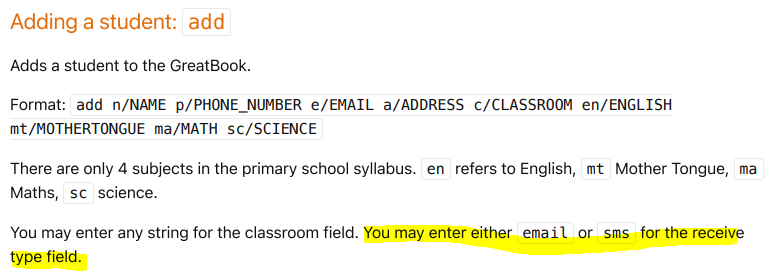 Adding a student: add
Adds a student to the GreatBook.
Format: add n/NAME p/PHONE_NUMBER e/EMAIL a/ADDRESS c/CLASSROOM en/ENGLISH
mt/MOTHERTONGUE ma/MATH sc/SCIENCE
There are only 4 subjects in the primary school syllabus. en refers to English, mt Mother Tongue, ma
Maths, sc science.
You may enter any string for the classroom field. You may enter either email or sms for the receive
type field.